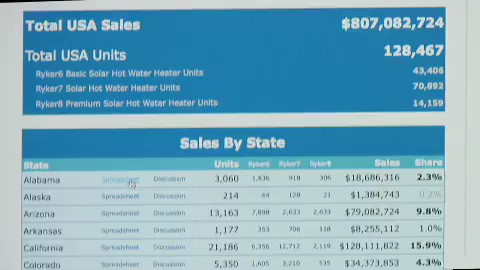 Total USA Sales $807,082,724
Total USA Units 128,467
Ryker6 Basic Solar Hot Water Heater Units 43,406
Ryker7 Solar Hot Water Heater Units 70,892
Ryker8 Premium Solar Hot Water Heater Units 14,159
Sales By State
State Units Ryker6 Ryker7 Ryker8 Sales Share
Alabama Spreadsheet Discussion 3,060 1,836 918 306 $18,686,316 2.3%
Alaska Spreadsheet Discussion 214 64 128 21 $1,384,743 0.2%
Arizona Spreadsheet Discussion 13,163 7,898 2,633 2,633 $79,082,724 9.8%
Arkansas Spreadsheet Discussion 1,177 353 706 118 $8,255,112 1.0%
California Spreadsheet Discussion 21,186 6,356 12,712 2,119 $128,111,822 15.9%
Colorado Spreadsheet Discussion 5,350 1,605 3,210 535 $34,373,853 4.3%